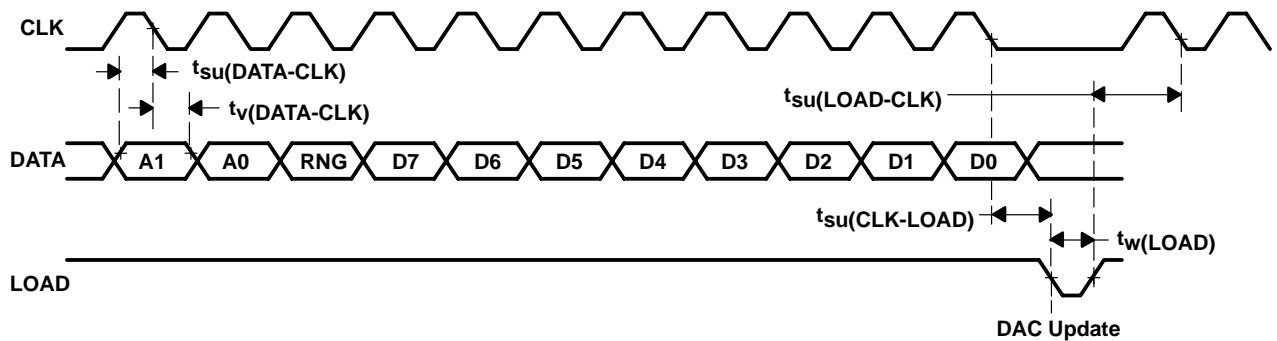 CLK
tsu(DATA-CLK)
tv(DATA-CLK)
tsu(LOAD-CLK)
DATA A1 A0 RNG D7 D6 D5 D4 D3 D2 D1 D0
tsu(CLK-LOAD)
tw(LOAD)
LOAD
DAC Update